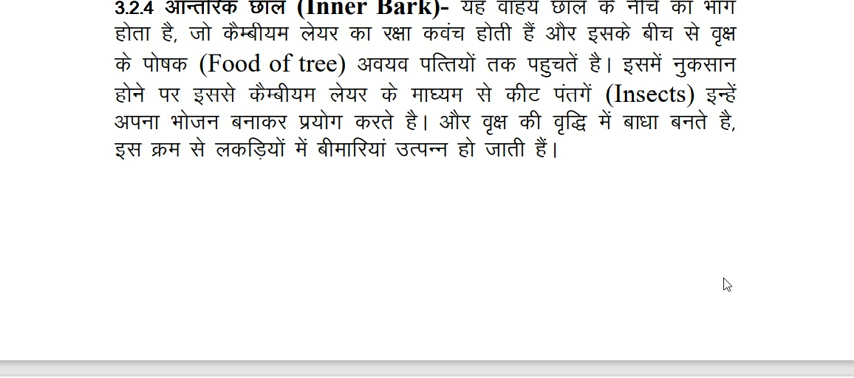 3.2.4 आन्तरिक छाल (Inner Bark)- यह वाहय छाल के नीचे का भाग
होता है, जो कैम्बीयम लेयर का रक्षा कवंच होती हैं और इसके बीच से वृक्ष
के पोषक (Food of tree) अवयव पत्तियों तक पहुचतें है। इसमें नुकसान
होने पर इससे कैम्बीयम लेयर के माघ्यम से कीट पंतगें (Insects) इन्हें
अपना भोजन बनाकर प्रयोग करते है। और वृक्ष की वृद्धि में बाधा बनते है,
इस क्रम से लकड़ियों में बीमारियां उत्पन्न हो जाती हैं।